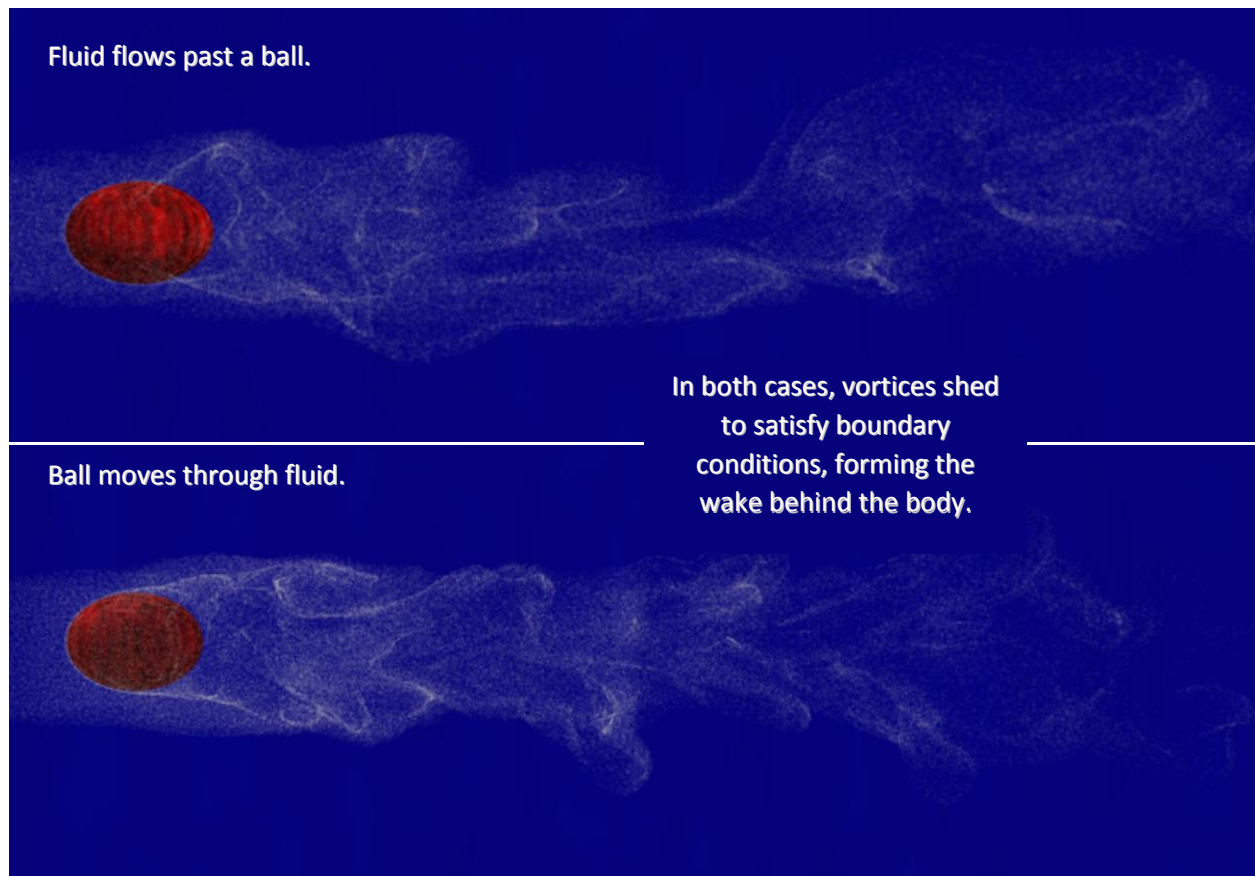 Fluid flows past a ball.
In both cases, vortices shed
to satisfy boundary
conditions, forming the
wake behind the body.
Ball moves through fluid.